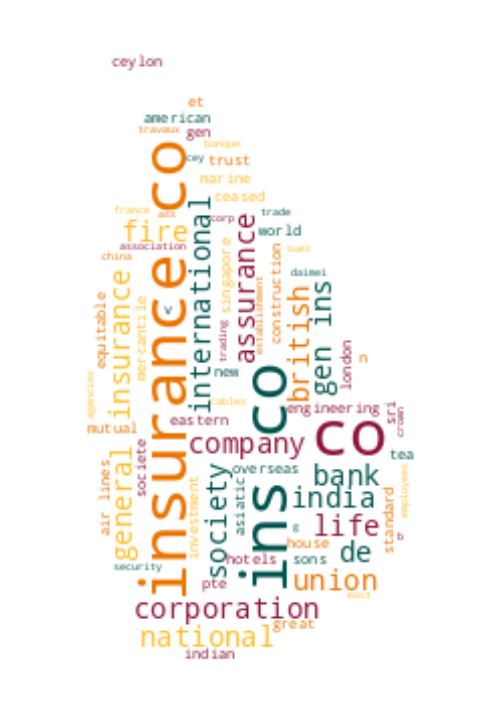 ceylon
et
american
travaux
gen
banque
cey
trust
marine
ceased
insurance co
international
france
ass
corp
trade
fire
world
association
assurance
china
singapore
construction
suez
daimei
insurance
equitable
mercantile
v
establishment
british
gen ins
trading
london
n
new
ins co
agencies
cables
engineering
sri
crown
eastern
co
mutual
company
tea
societe
general
society
overseas
bank
air lines
investment
asiatic
india
standard
employees
g
life
b
house
de
hotels
sons
security
pte
union
east
corporation
great
national
indian